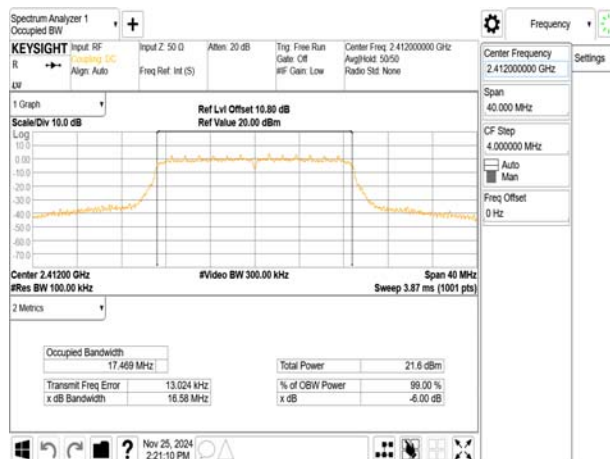 Spectrum Analyzer 1
Occupied BW
+
Frequency
KEYSIGHT
R
Input: RF
Coupling: DC
Align: Auto
Input Z: 50 Ω
Freq Ref: Int (S)
Atten: 20 dB
Trig: Free Run
Gate: Off
#IF Gain: Low
Center Freq: 2.412000000 GHz
Avg|Hold: 50/50
Radio Std: None
Center Frequency
2.412000000 GHz
Settings
Span
40.000 MHz
CF Step
4.000000 MHz
Auto
Man
Freq Offset
0 Hz
1 Graph
Scale/Div 10.0 dB
Ref Lvl Offset 10.80 dB
Ref Value 20.00 dBm
Log
10.0
0.00
-10.0
-20.0
-30.0
-40.0
-50.0
-60.0
-70.0
Center 2.41200 GHz
#Res BW 100.00 kHz
#Video BW 300.00 kHz
Span 40 MHz
Sweep 3.87 ms (1001 pts)
2 Metrics
Occupied Bandwidth
17.469 MHz
Total Power 21.6 dBm
Transmit Freq Error 13.024 kHz
% of OBW Power 99.00 %
x dB Bandwidth 16.58 MHz
x dB -6.00 dB
?
Nov 25, 2024
2:21:10 PM